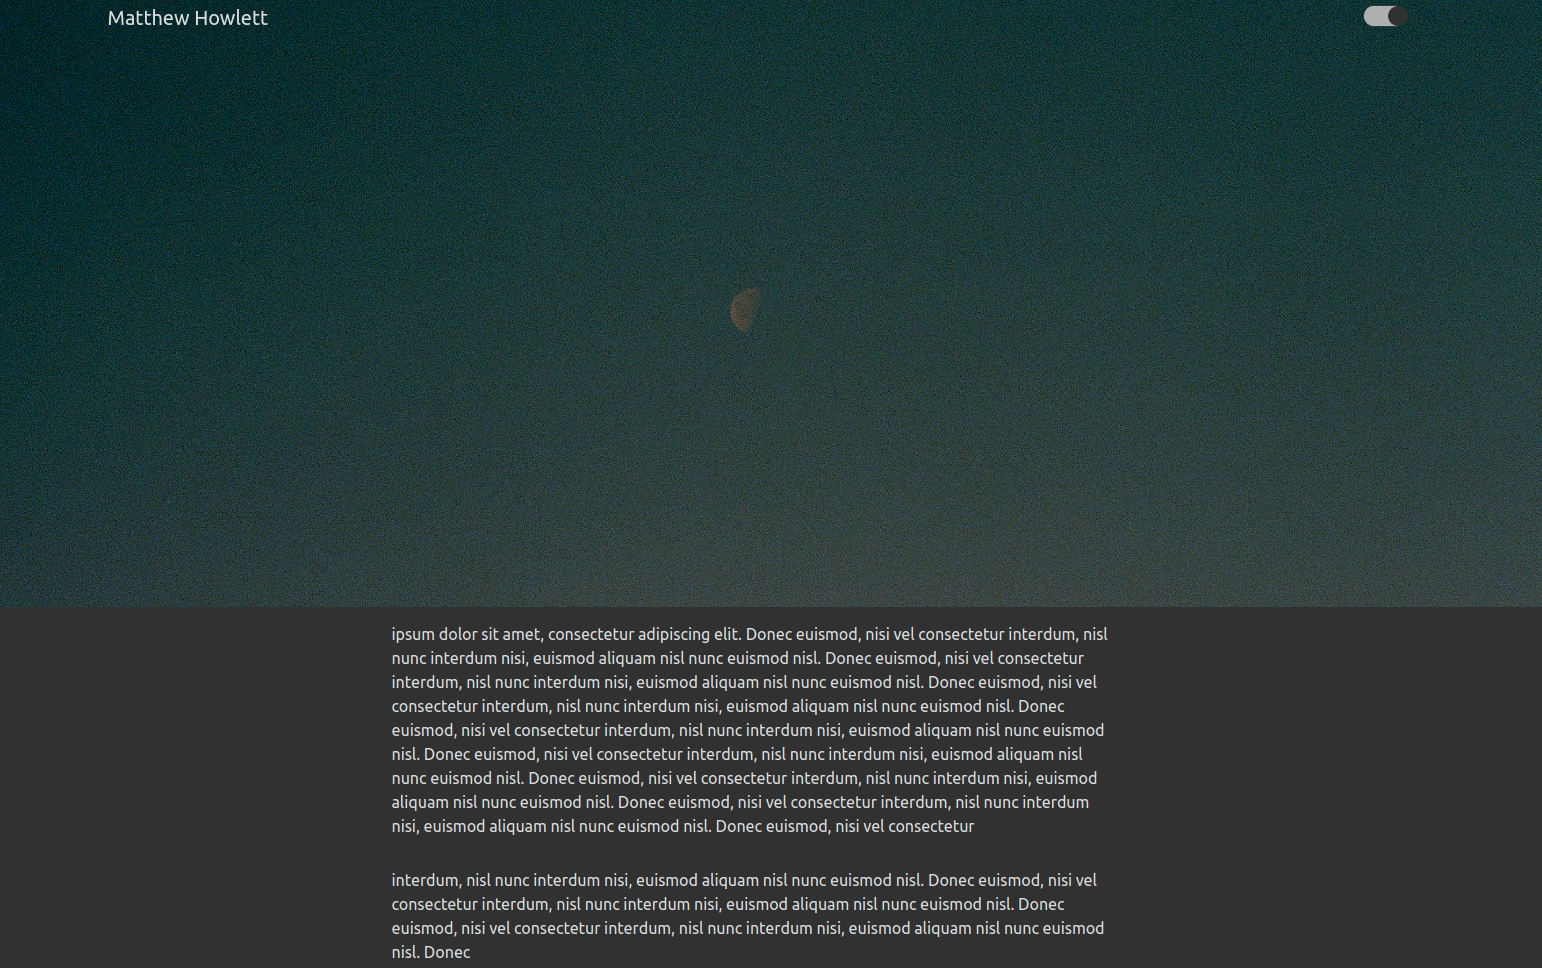 Matthew Howlett
ipsum dolor sit amet, consectetur adipiscing elit. Donec euismod, nisi vel consectetur interdum, nisl
nunc interdum nisi, euismod aliquam nisl nunc euismod nisl. Donec euismod, nisi vel consectetur
interdum, nisl nunc interdum nisi, euismod aliquam nisl nunc euismod nisl. Donec euismod, nisi vel
consectetur interdum, nisl nunc interdum nisi, euismod aliquam nisl nunc euismod nisl. Donec
euismod, nisi vel consectetur interdum, nisl nunc interdum nisi, euismod aliquam nisl nunc euismod
nisl. Donec euismod, nisi vel consectetur interdum, nisl nunc interdum nisi, euismod aliquam nisl
nunc euismod nisl. Donec euismod, nisi vel consectetur interdum, nisl nunc interdum nisi, euismod
aliquam nisl nunc euismod nisl. Donec euismod, nisi vel consectetur interdum, nisl nunc interdum
nisi, euismod aliquam nisl nunc euismod nisl. Donec euismod, nisi vel consectetur
interdum, nisl nunc interdum nisi, euismod aliquam nisl nunc euismod nisl. Donec euismod, nisi vel
consectetur interdum, nisl nunc interdum nisi, euismod aliquam nisl nunc euismod nisl. Donec
euismod, nisi vel consectetur interdum, nisl nunc interdum nisi, euismod aliquam nisl nunc euismod
nisl. Donec